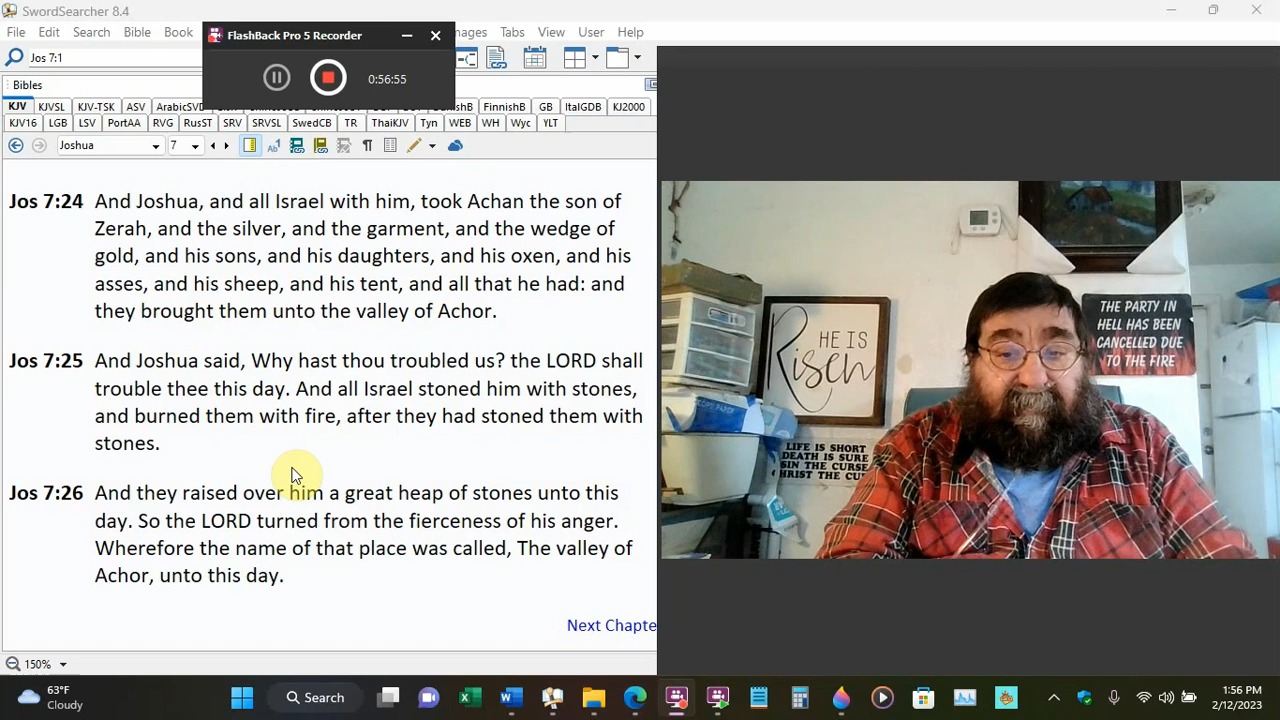 SwordSearcher 8.4
File Edit Search Bible Book
Tabs View User Help
FlashBack Pro 5 Recorder
0:56:55
Jos 7:1
Bibles
KJV KJVSL KJV-TSK ASV ArabicSVD
FinnishB GB ItalGDB KJ2000
KJV16 LGB LSV PortAA RVG RusST SRV SRVSL SwedCB TR ThaiKJV Tyn WEB WH Wyc YLT
Joshua 7
Jos 7:24 And Joshua, and all Israel with him, took Achan the son of
Zerah, and the silver, and the garment, and the wedge of
gold, and his sons, and his daughters, and his oxen, and his
asses, and his sheep, and his tent, and all that he had: and
they brought them unto the valley of Achor.
Jos 7:25 And Joshua said, Why hast thou troubled us? the LORD shall
trouble thee this day. And all Israel stoned him with stones,
and burned them with fire, after they had stoned them with
stones.
Jos 7:26 And they raised over him a great heap of stones unto this
day. So the LORD turned from the fierceness of his anger.
Wherefore the name of that place was called, The valley of
Achor, unto this day.
Next Chapte
150%
HE IS
Risen
THE PARTY IN
HELL HAS BEEN
CANCELLED DUE
TO THE FIRE
LIFE IS SHORT
DEATH IS SURE
SIN THE CURSE
CHRIST THE CU
63°F
Cloudy
Search
1:56 PM
2/12/2023